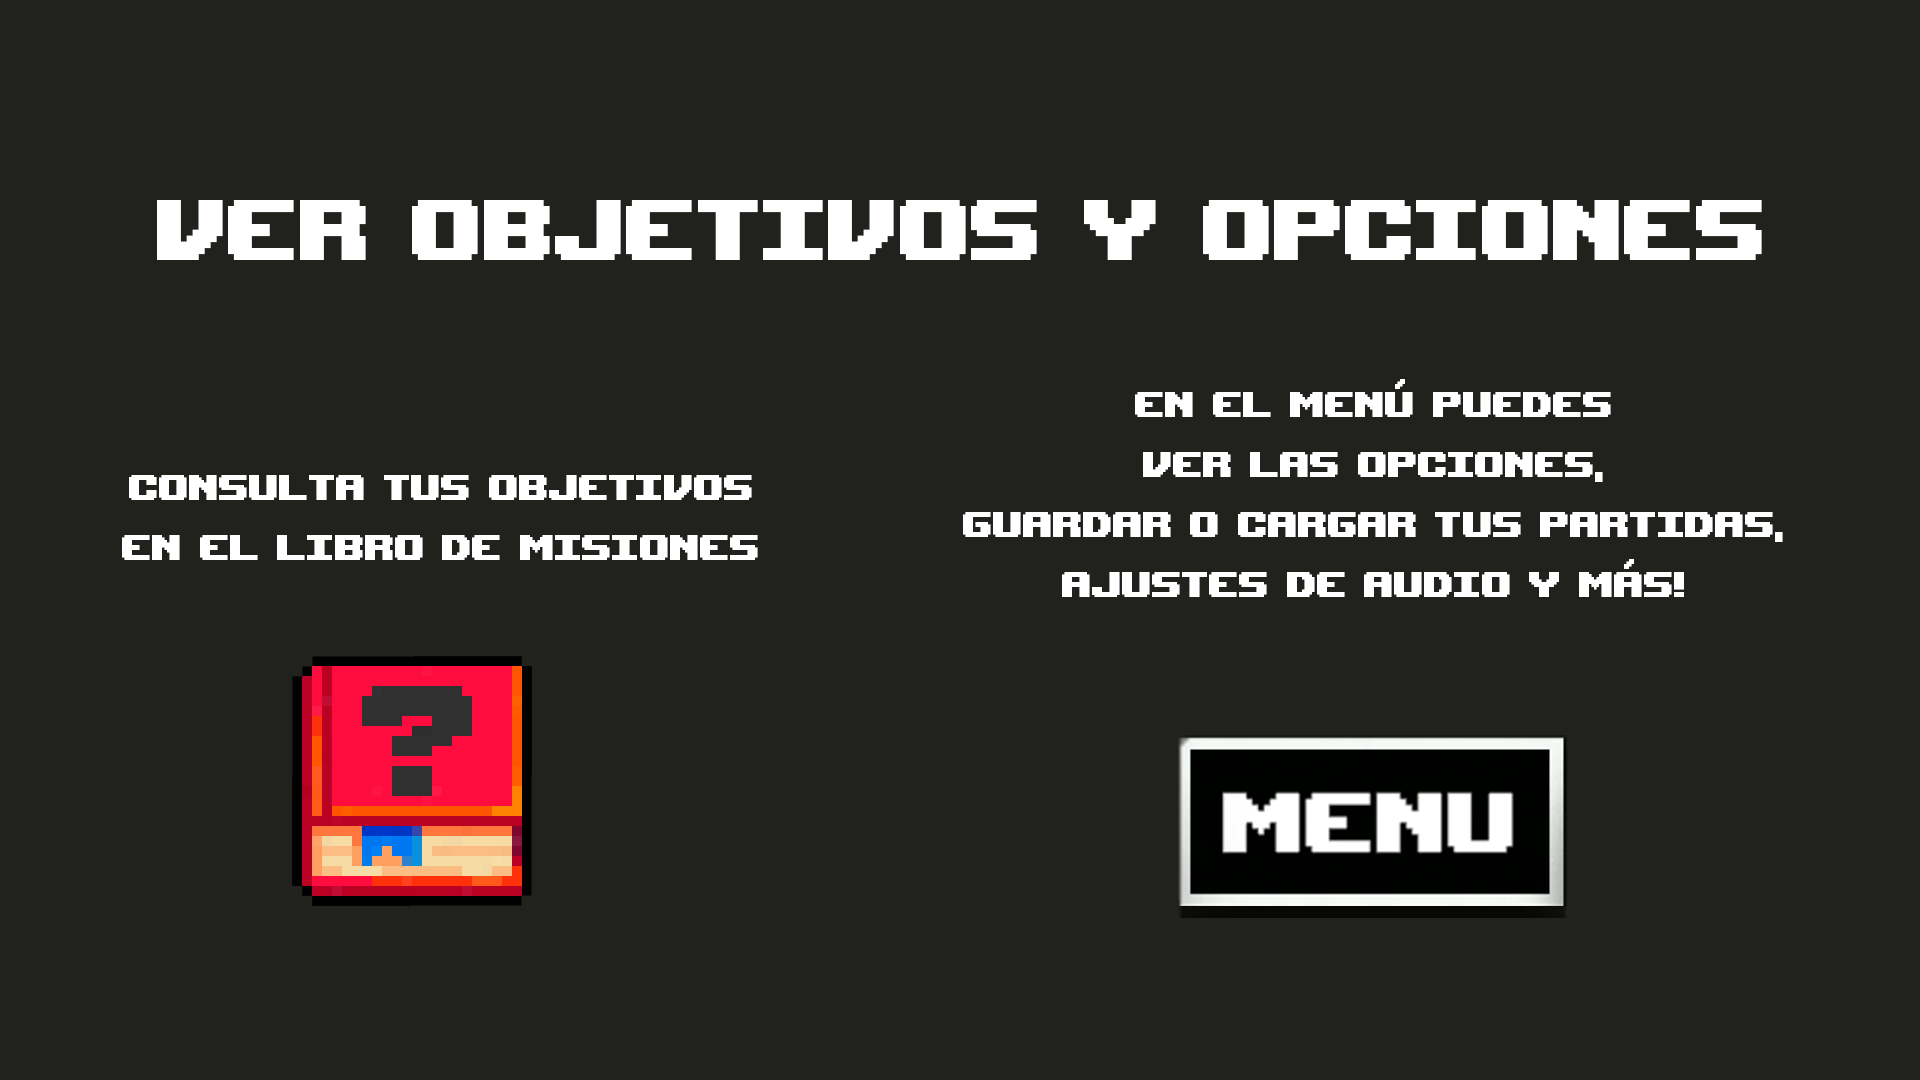 VER OBJETIVOS Y OPCIONES
CONSULTA TUS OBJETIVOS
EN EL LIBRO DE MISIONES
?
EN EL MENÚ PUEDES
VER LAS OPCIONES,
GUARDAR O CARGAR TUS PARTIDAS,
AJUSTES DE AUDIO Y MÁS!
MENU